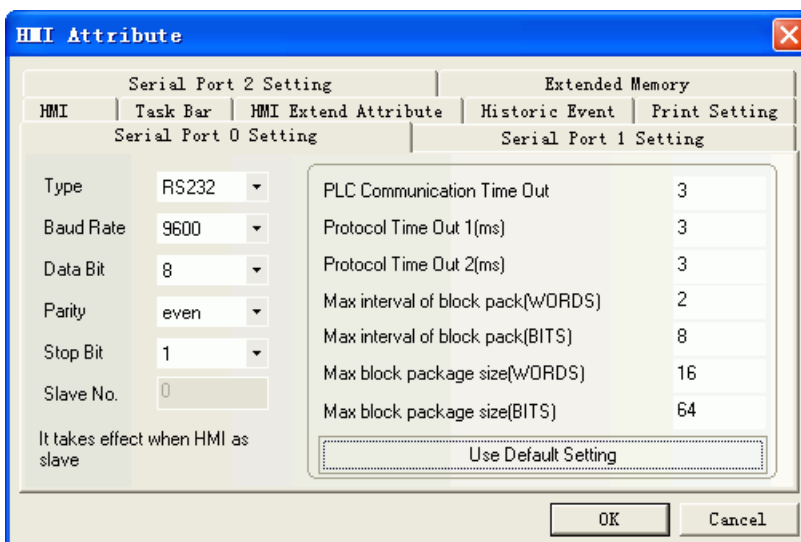 HMI Attribute
Serial Port 2 Setting Extended Memory
HMI Task Bar HMI Extend Attribute Historic Event Print Setting
Serial Port 0 Setting Serial Port 1 Setting
Type RS232 PLC Communication Time Out 3
Baud Rate 9600 Protocol Time Out 1(ms) 3
Data Bit 8 Protocol Time Out 2(ms) 3
Parity even Max interval of block pack(WORDS) 2
Stop Bit 1 Max interval of block pack(BITS) 8
Slave No. 0 Max block package size(WORDS) 16
Max block package size(BITS) 64
It takes effect when HMI as
slave
Use Default Setting
OK Cancel